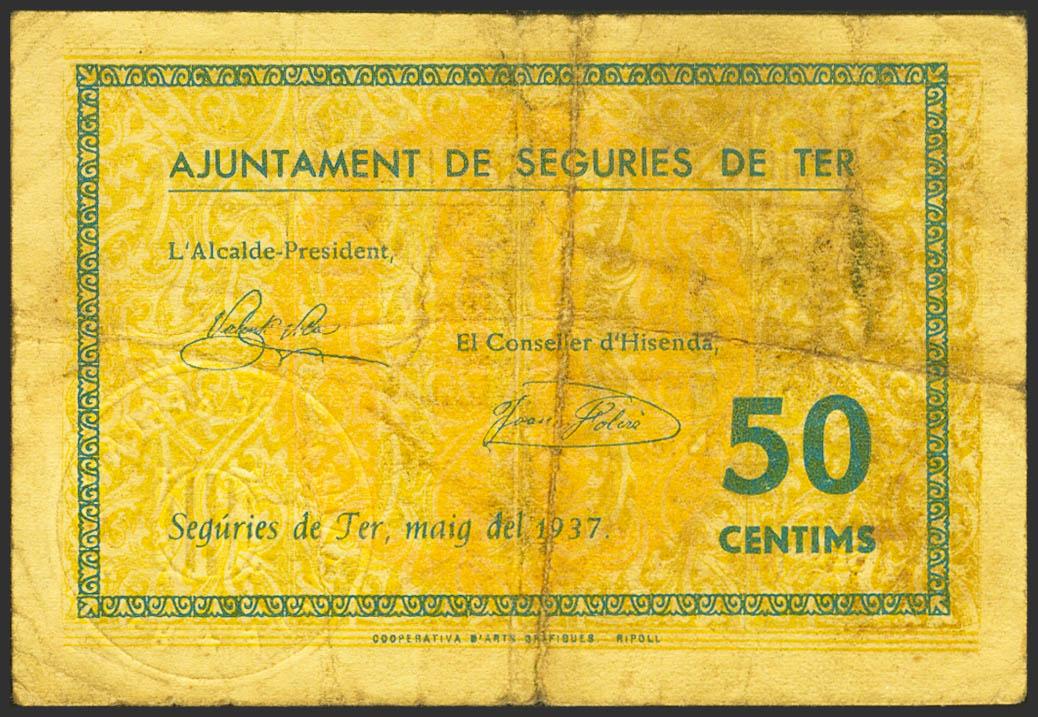 AJUNTAMENT DE SEGURIES DE TER
L'Alcalde-President,
El Conseller d'Hisenda,
50
CENTIMS
Segúries de Ter, maig del 1937.
COOPERATIVA D'ARTS GRÀFIQUES RIPOLL